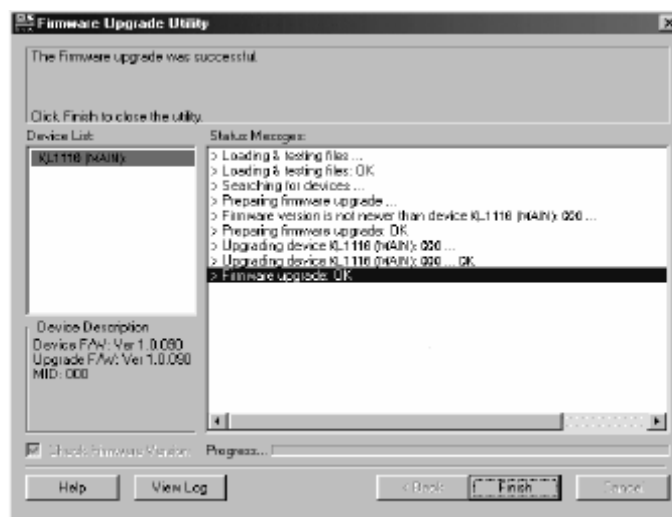 Firmware Upgrade Utility
The Firmware upgrade was successful.
Click Finish to close the utility.
Device List:
KL1116 (MAIN):
Status Messages:
> Loading & testing files ...
> Loading & testing files: OK
> Searching for devices ...
> Preparing firmware upgrade ...
> Firmware version is not newer than device KL1116 (MAIN): 000 ...
> Preparing firmware upgrade: OK
> Upgrading device KL1116 (MAIN): 000 ...
> Upgrading device KL1116 (MAIN): 000 ... OK
> Firmware upgrade: OK
Device Description
Device F/W: Ver 1.0.090
Upgrade F/W: Ver 1.0.090
MID: 000
Check Firmware Version
Progress...
Help
View Log
< Back
Finish
Cancel